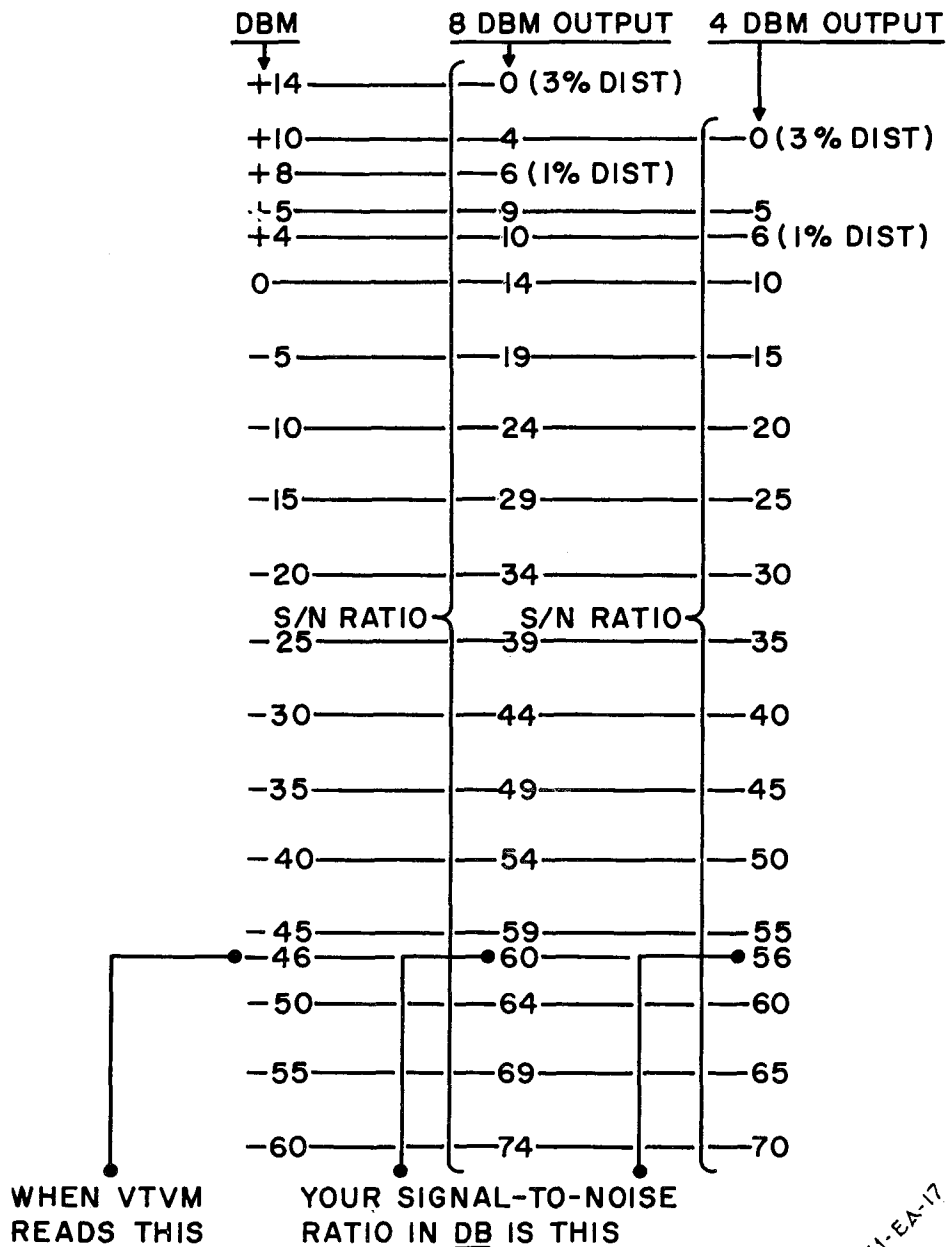 DBM 8 DBM OUTPUT 4 DBM OUTPUT
+14 0 (3% DIST)
+10 4 0 (3% DIST)
+8 6 (1% DIST)
+5 9 5
+4 10 6 (1% DIST)
0 14 10
-5 19 15
-10 24 20
-15 29 25
-20 34 30
S/N RATIO S/N RATIO
-25 39 35
-30 44 40
-35 49 45
-40 54 50
-45 59 55
-46 60 56
-50 64 60
-55 69 65
-60 74 70
WHEN VTVM YOUR SIGNAL-TO-NOISE
READS THIS RATIO IN DB IS THIS